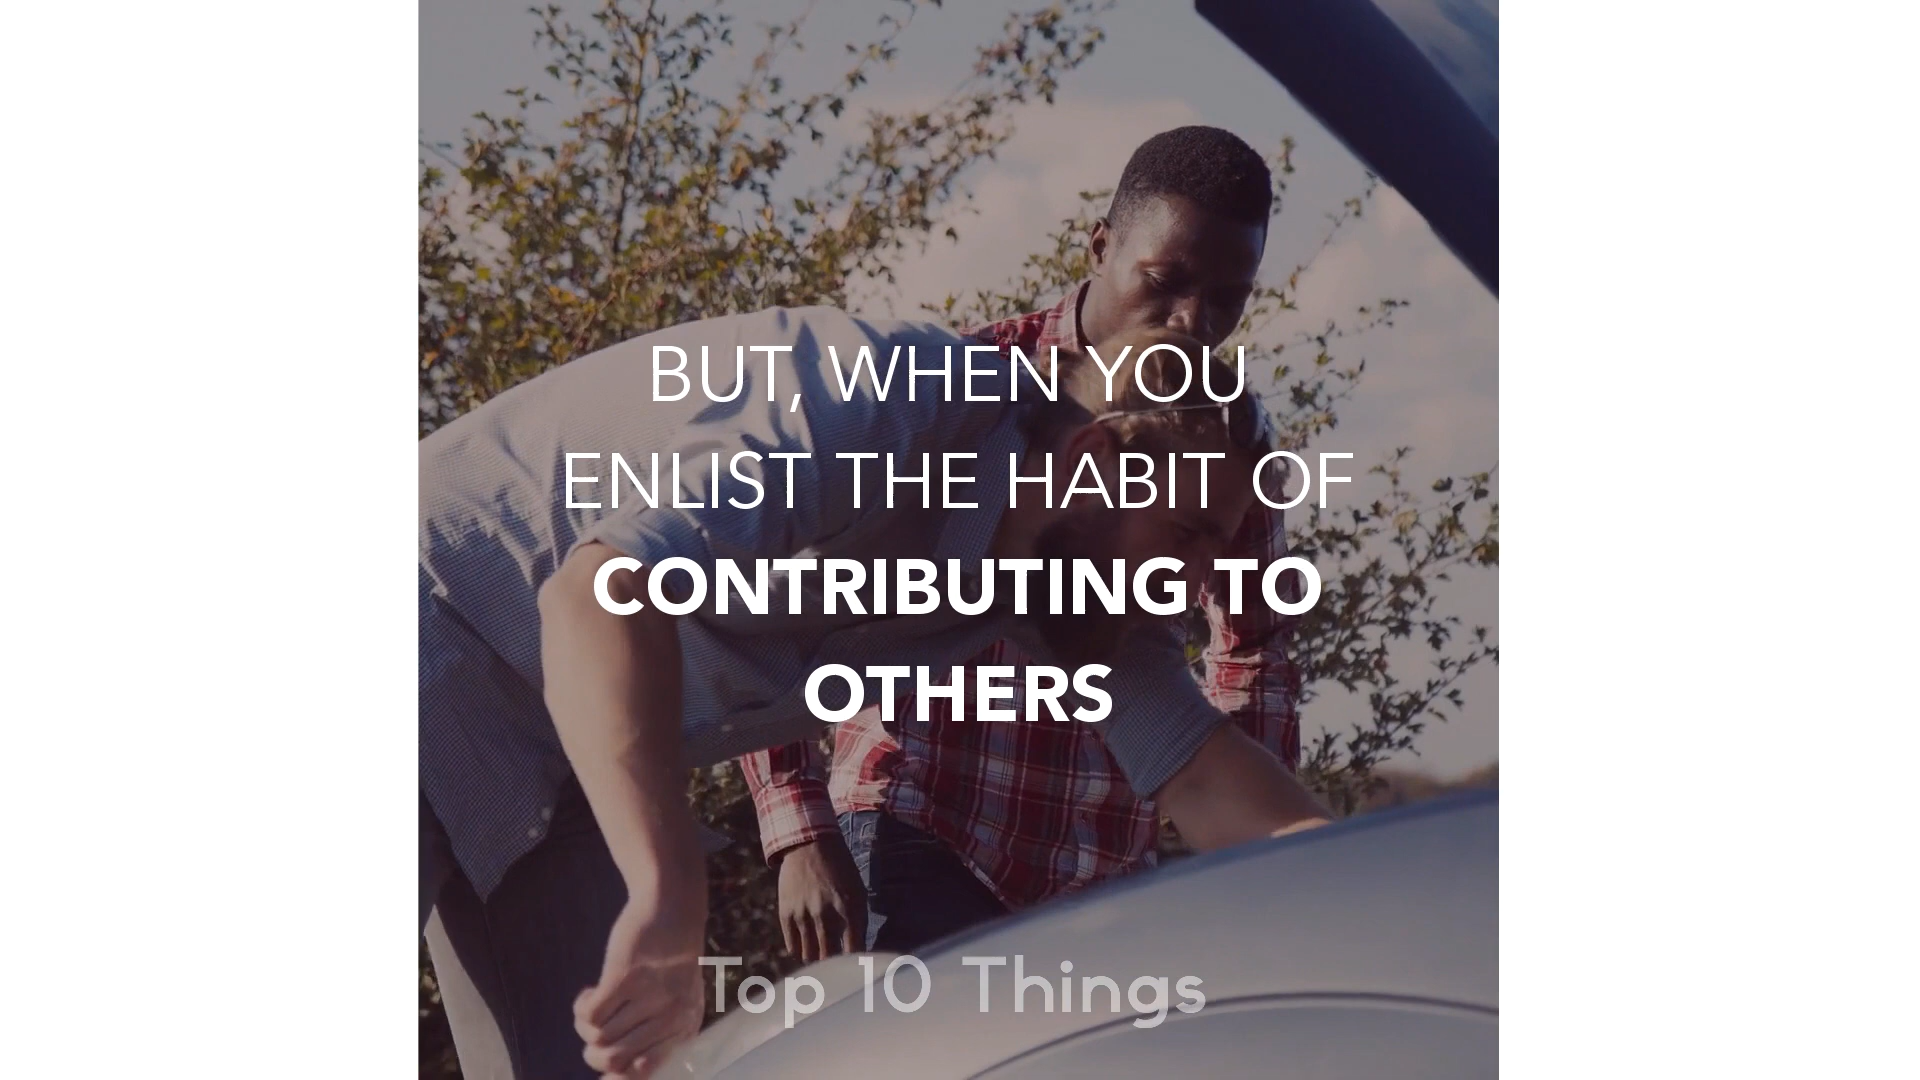 BUT, WHEN YOU
ENLIST THE HABIT OF
CONTRIBUTING TO
OTHERS
Top 10 Things